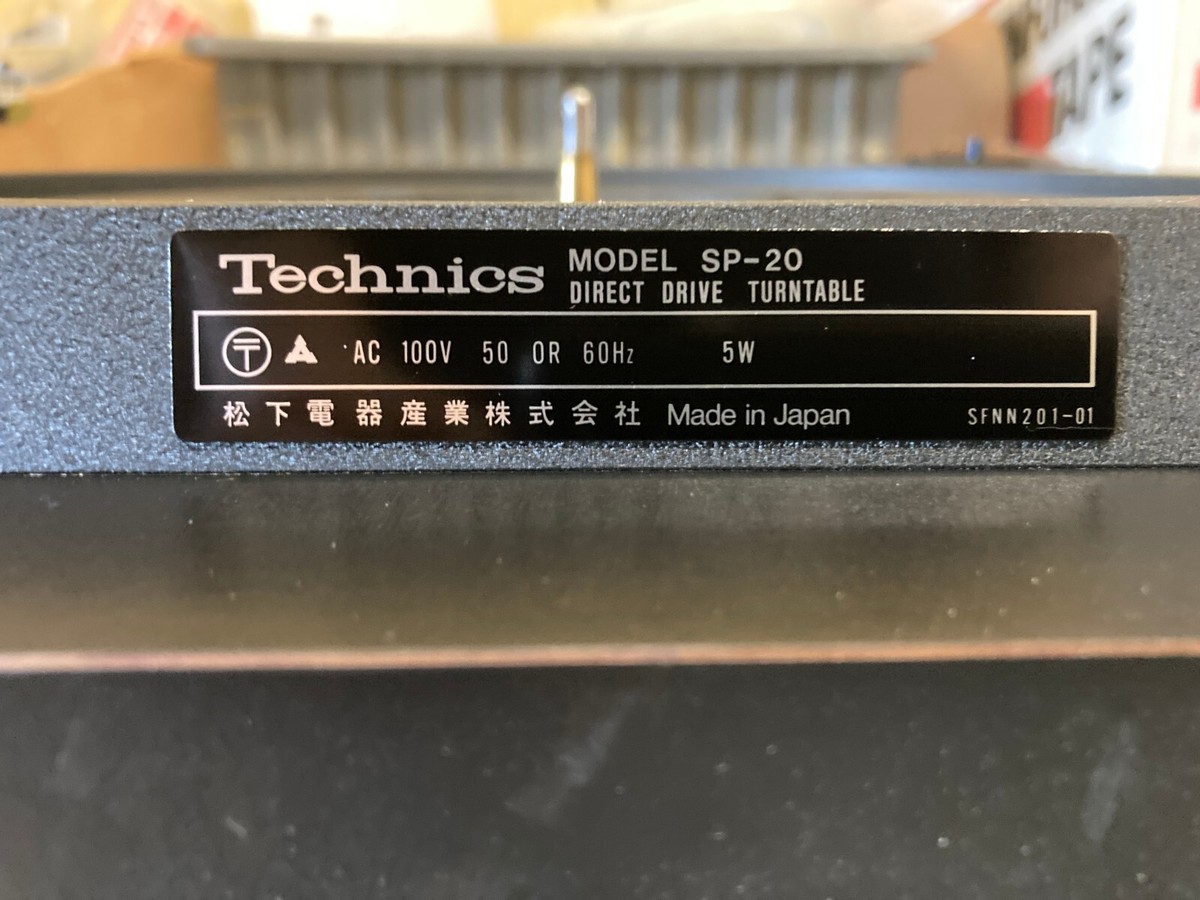 Technics MODEL SP-20
DIRECT DRIVE TURNTABLE
〒 AC 100V 50 OR 60Hz 5W
松下電器産業株式会社 Made in Japan SFNN201-01
TAPE